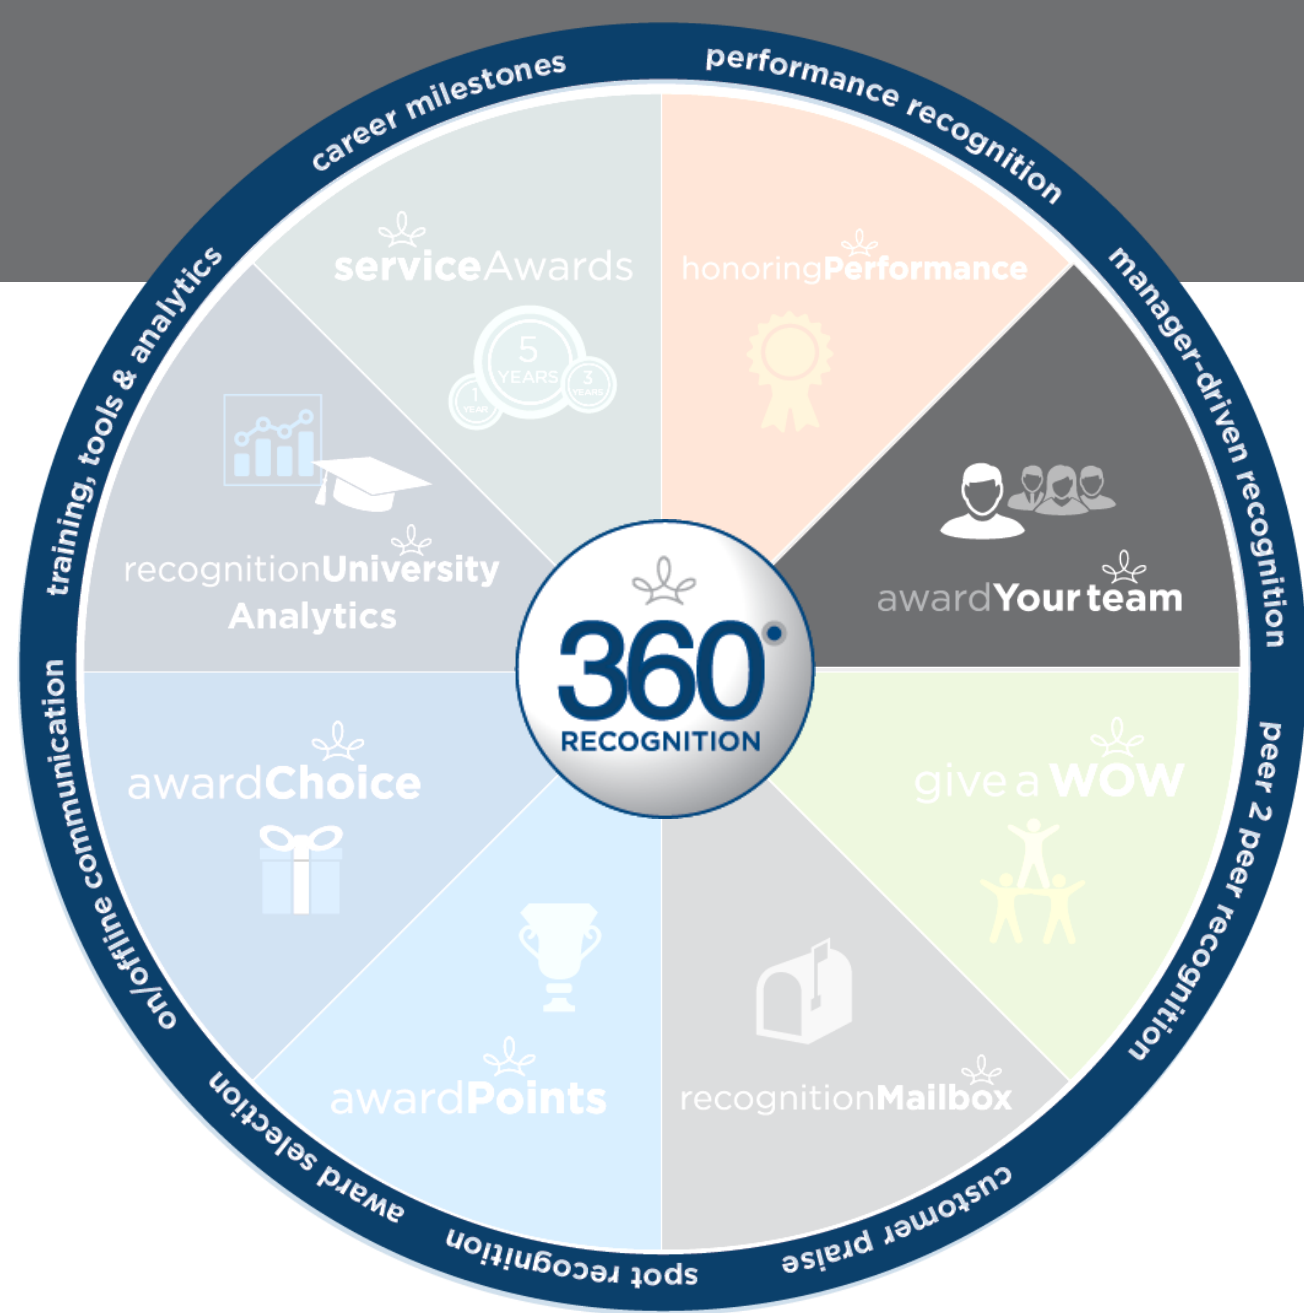 career milestones
performance recognition
manager-driven recognition
peer 2 peer recognition
customer praise
spot recognition
award selection
on/offline communication
training, tools & analytics
serviceAwards
5
YEARS
1
YEAR
3
YEARS
honoringPerformance
awardYour team
give a WOW
recognitionMailbox
awardPoints
awardChoice
recognitionUniversity
Analytics
360°
RECOGNITION